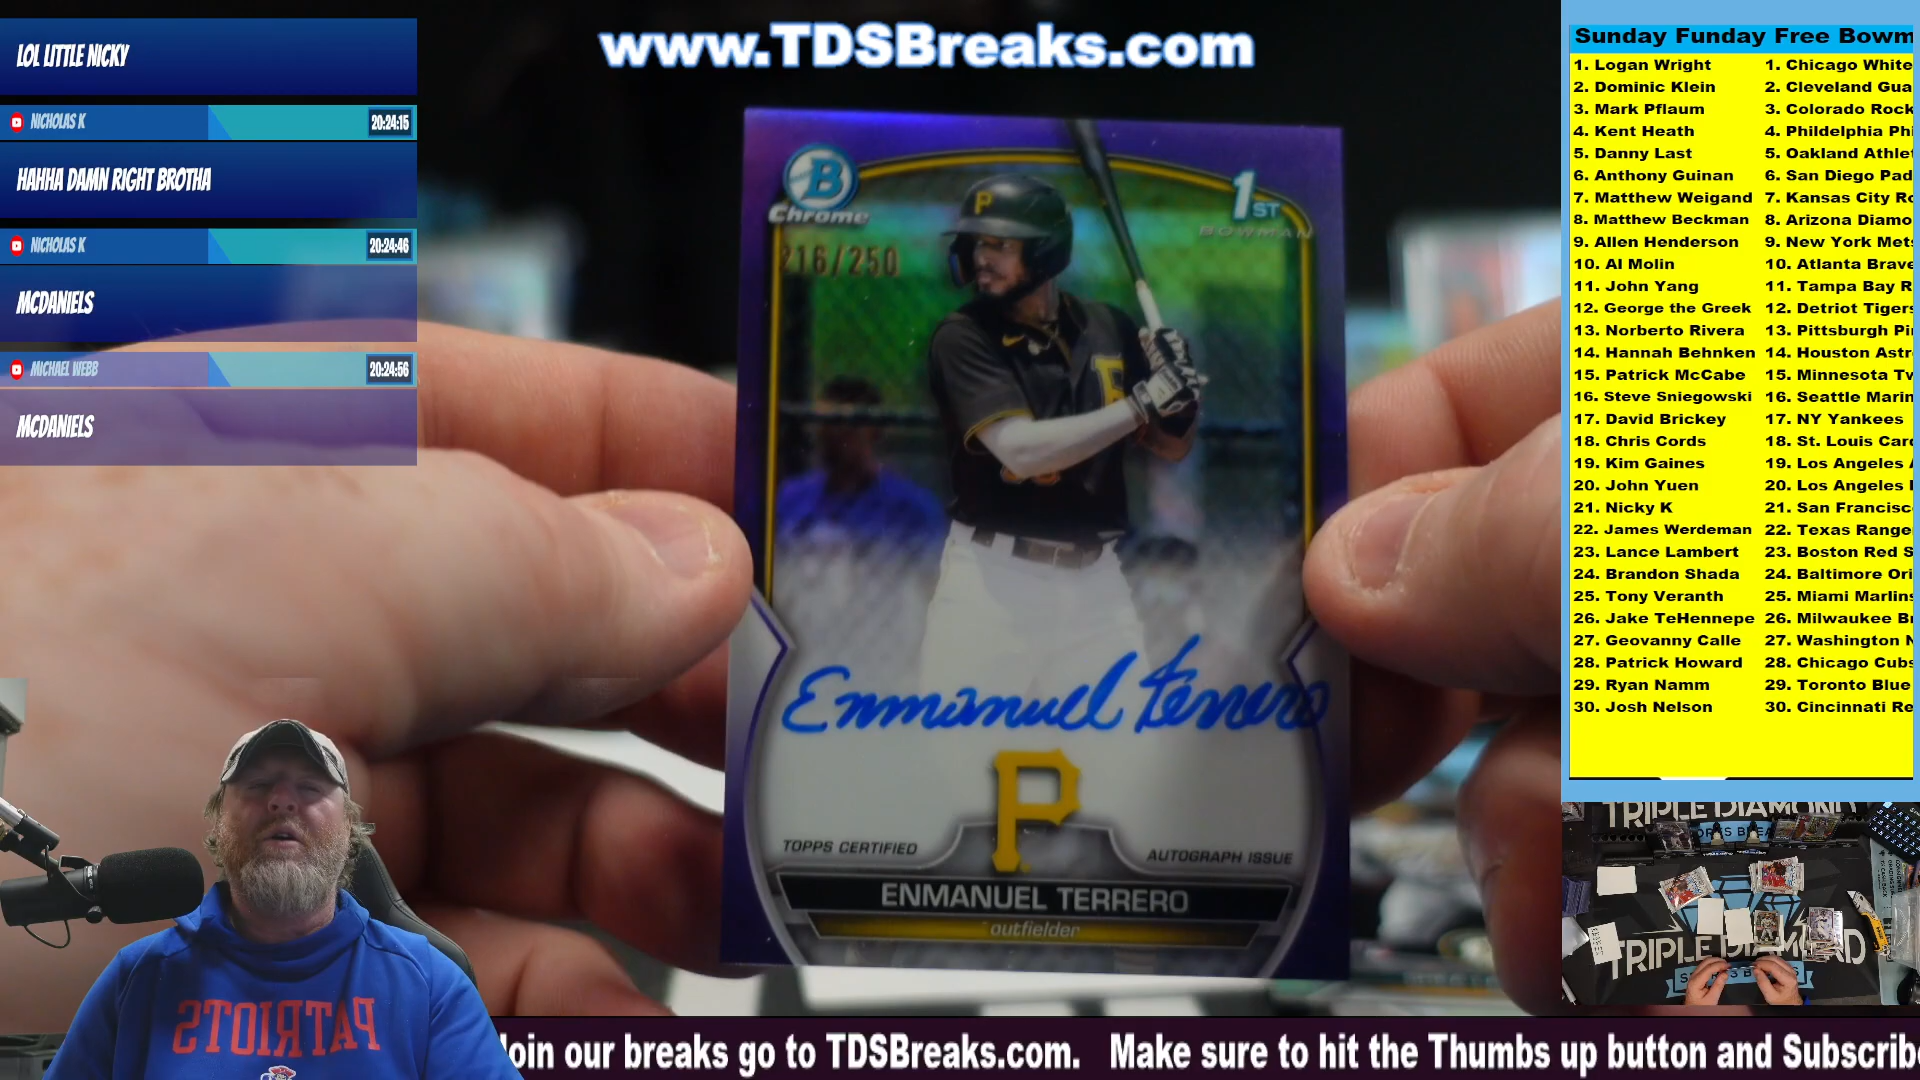 LOL LITTLE NICKY
NICHOLAS K 20:24:15
HAHHA DAMN RIGHT BROTHA
NICHOLAS K 20:24:46
MCDANIELS
MICHAEL WEBB 20:24:56
MCDANIELS
www.TDSBreaks.com
B
Chrome
1ST
BOWMAN
216/250
P
Enmanuel Terrero
P
TOPPS CERTIFIED
AUTOGRAPH ISSUE
ENMANUEL TERRERO
outfielder
PATRIOTS
Sunday Funday Free Bowm
1. Logan Wright 1. Chicago White
2. Dominic Klein 2. Cleveland Gua
3. Mark Pflaum 3. Colorado Rock
4. Kent Heath 4. Phildelphia Phi
5. Danny Last 5. Oakland Athlet
6. Anthony Guinan 6. San Diego Pad
7. Matthew Weigand 7. Kansas City Ro
8. Matthew Beckman 8. Arizona Diamo
9. Allen Henderson 9. New York Mets
10. Al Molin 10. Atlanta Brave
11. John Yang 11. Tampa Bay R
12. George the Greek 12. Detriot Tigers
13. Norberto Rivera 13. Pittsburgh Pir
14. Hannah Behnken 14. Houston Astr
15. Patrick McCabe 15. Minnesota Tw
16. Steve Sniegowski 16. Seattle Marin
17. David Brickey 17. NY Yankees
18. Chris Cords 18. St. Louis Card
19. Kim Gaines 19. Los Angeles A
20. John Yuen 20. Los Angeles
21. Nicky K 21. San Francisc
22. James Werdeman 22. Texas Range
23. Lance Lambert 23. Boston Red S
24. Brandon Shada 24. Baltimore Ori
25. Tony Veranth 25. Miami Marlins
26. Jake TeHennepe 26. Milwaukee Br
27. Geovanny Calle 27. Washington N
28. Patrick Howard 28. Chicago Cubs
29. Ryan Namm 29. Toronto Blue
30. Josh Nelson 30. Cincinnati Re
TRIPLE DIAMOND
TRIPLE DIAMOND
Join our breaks go to TDSBreaks.com. Make sure to hit the Thumbs up button and Subscribe